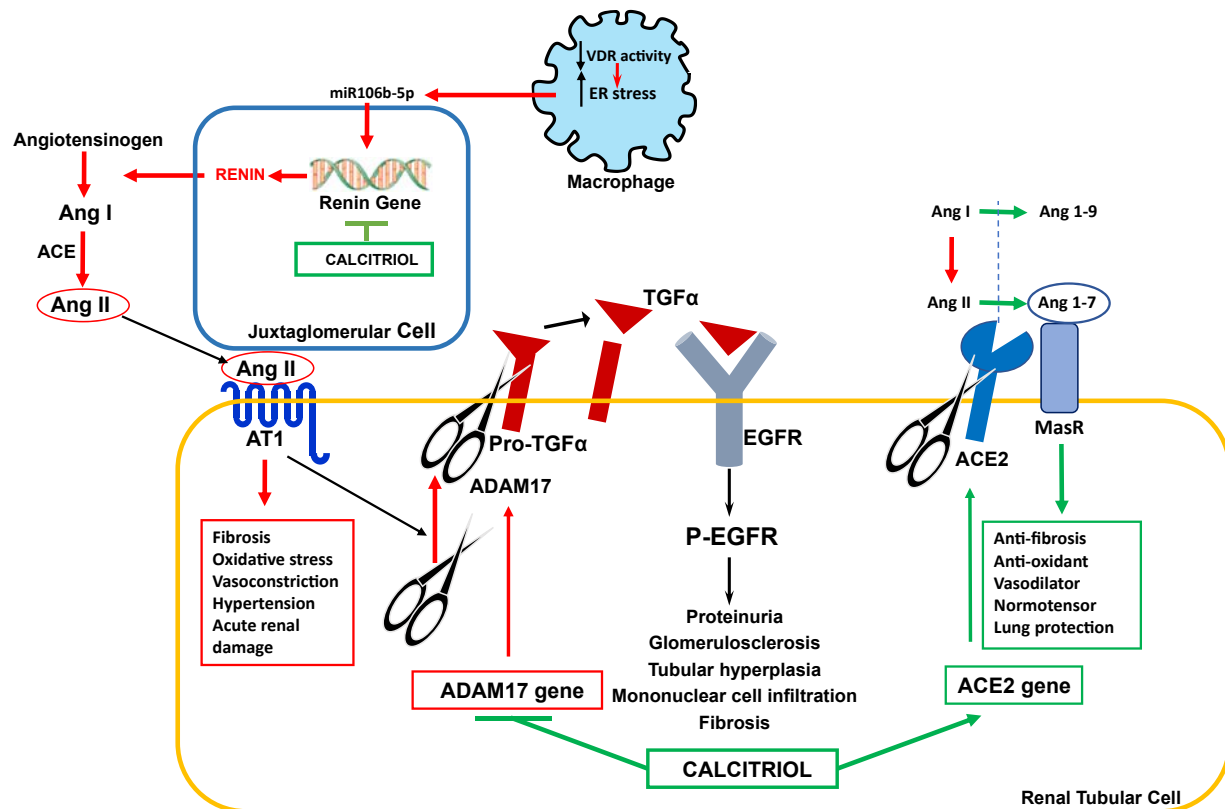 VDR activity
ER stress
Macrophage
miR106b-5p
Angiotensinogen
RENIN
Renin Gene
CALCITRIOL
Juxtaglomerular Cell
Ang I
ACE
Ang II
Ang II
AT1
Fibrosis
Oxidative stress
Vasoconstriction
Hypertension
Acute renal
damage
TGFα
Pro-TGFα
ADAM17
ADAM17 gene
EGFR
P-EGFR
Proteinuria
Glomerulosclerosis
Tubular hyperplasia
Mononuclear cell infiltration
Fibrosis
CALCITRIOL
Ang I
Ang 1-9
Ang II
Ang 1-7
MasR
ACE2
Anti-fibrosis
Anti-oxidant
Vasodilator
Normotensor
Lung protection
ACE2 gene
Renal Tubular Cell